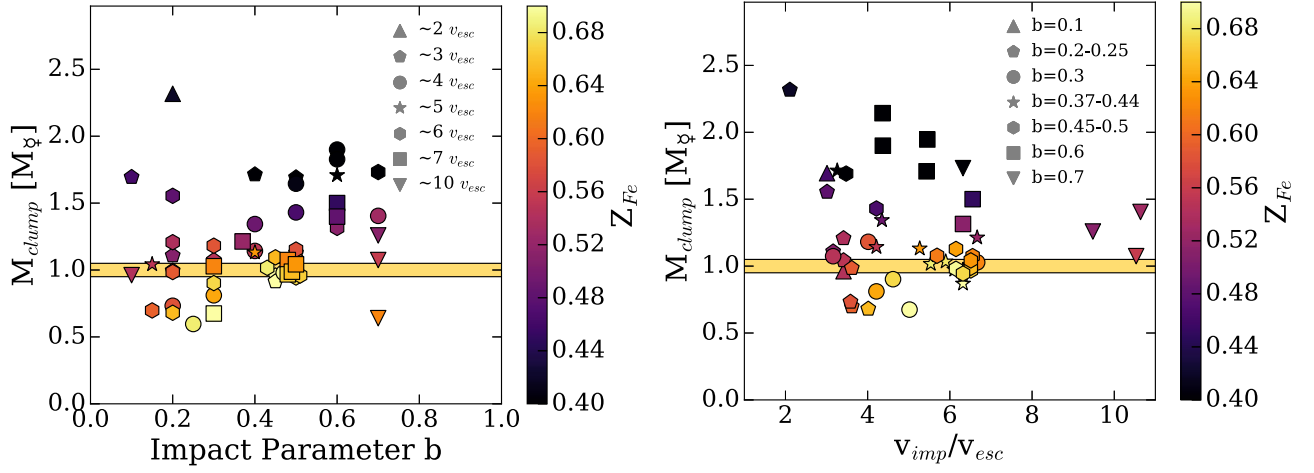 2.5
2.0
1.5
1.0
0.5
0.0
M_clump [M_☿]
0.0 0.2 0.4 0.6 0.8 1.0
Impact Parameter b
~2 v_esc
~3 v_esc
~4 v_esc
~5 v_esc
~6 v_esc
~7 v_esc
~10 v_esc
0.68
0.64
0.60
0.56
0.52
0.48
0.44
0.40
Z_Fe
2.5
2.0
1.5
1.0
0.5
0.0
M_clump [M_☿]
2 4 6 8 10
v_imp/v_esc
b=0.1
b=0.2-0.25
b=0.3
b=0.37-0.44
b=0.45-0.5
b=0.6
b=0.7
0.68
0.64
0.60
0.56
0.52
0.48
0.44
0.40
Z_Fe